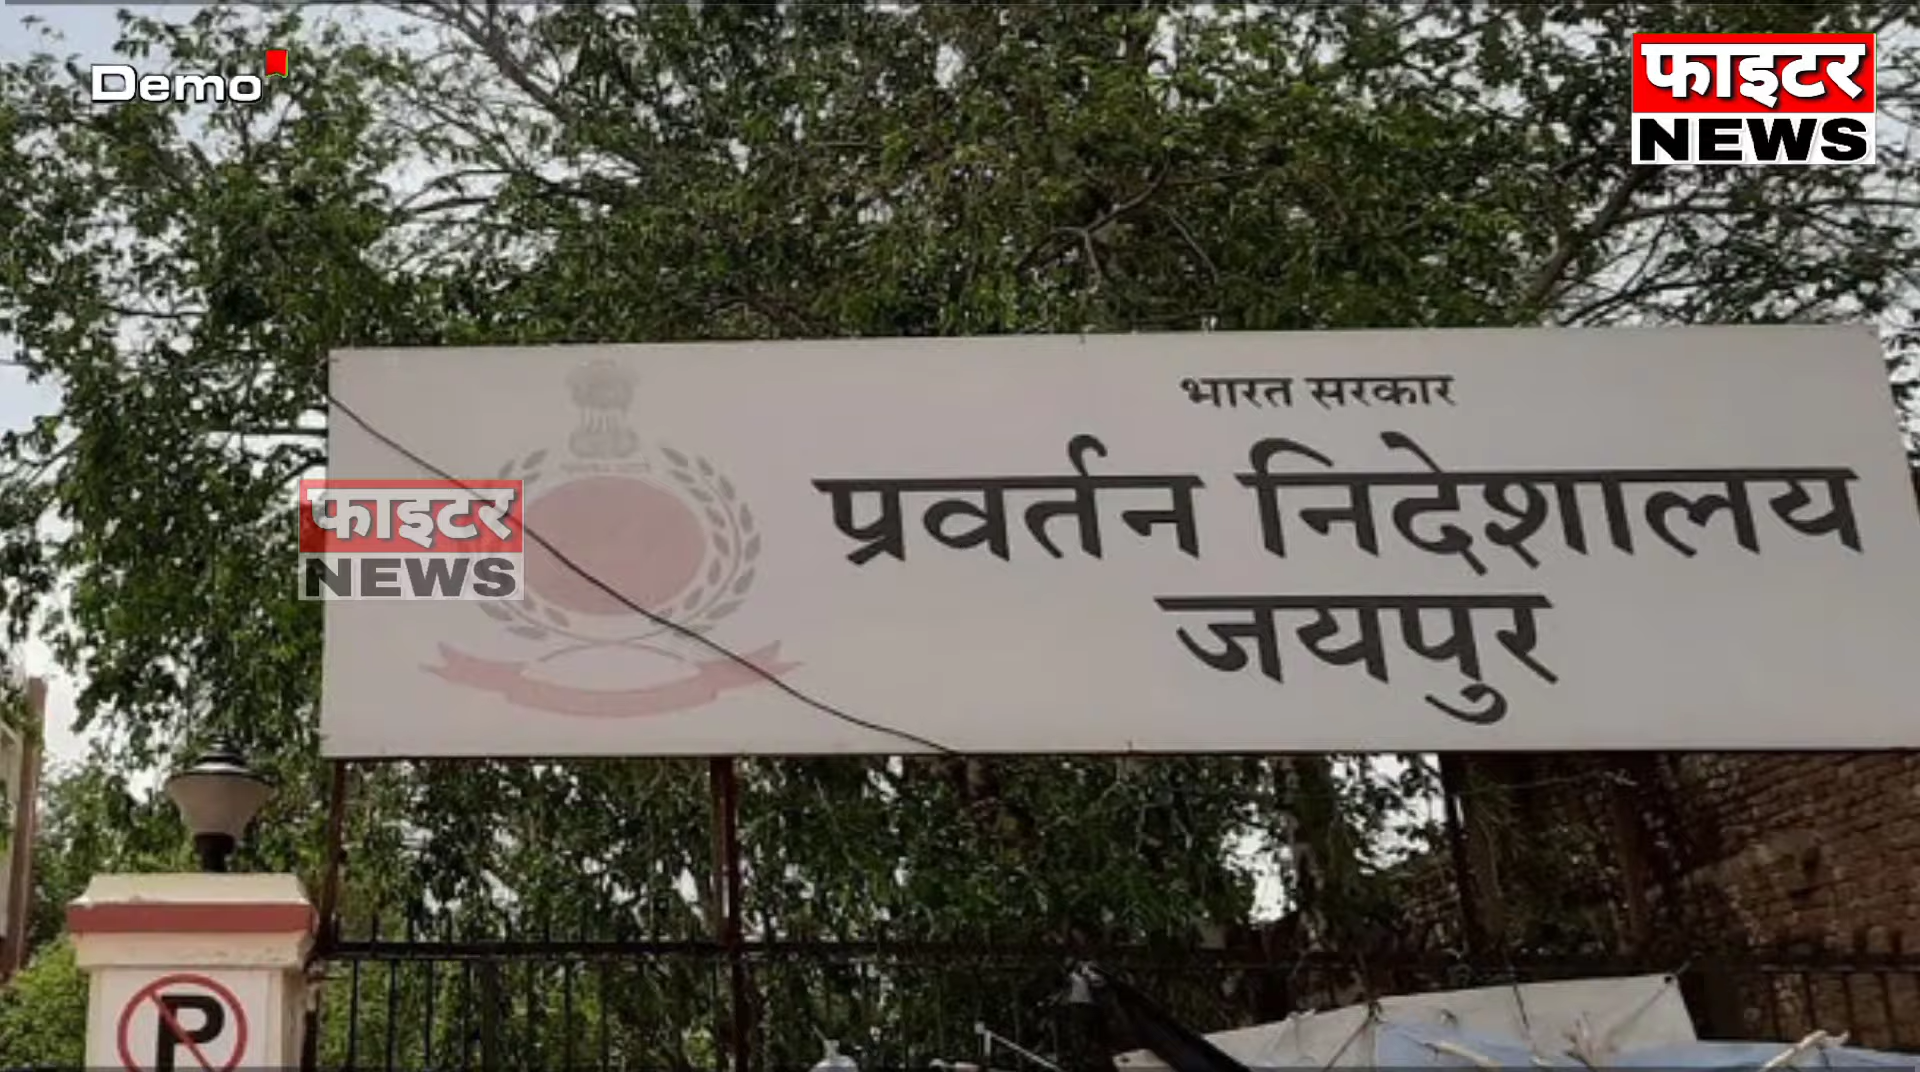 Demo
फाइटर
NEWS
भारत सरकार
प्रवर्तन निदेशालय
जयपुर
फाइटर
NEWS
P